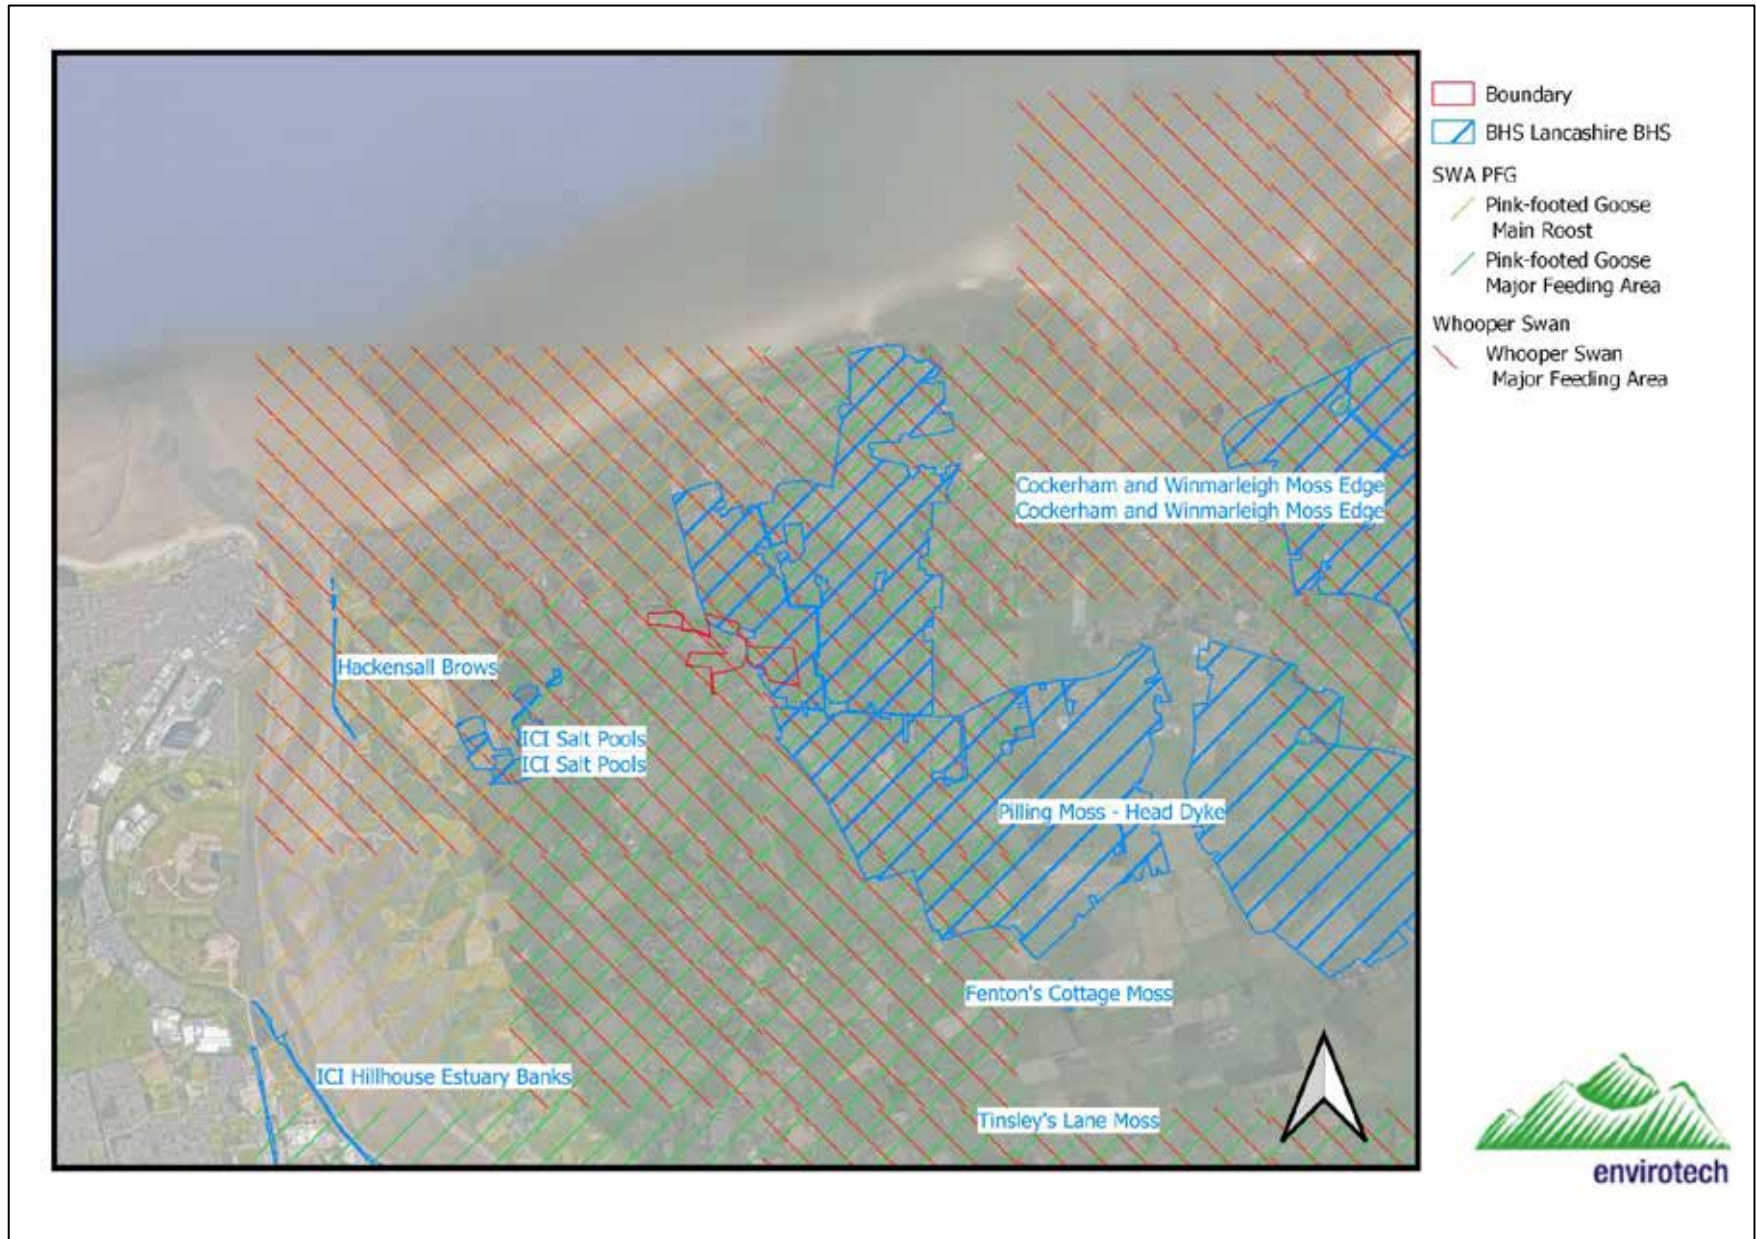 Boundary
BHS Lancashire BHS
SWA PFG
Pink-footed Goose
Main Roost
Pink-footed Goose
Major Feeding Area
Whooper Swan
Whooper Swan
Major Feeding Area
Cockerham and Winmarleigh Moss Edge
Cockerham and Winmarleigh Moss Edge
Hackensall Brows
ICI Salt Pools
ICI Salt Pools
Pilling Moss - Head Dyke
Fenton's Cottage Moss
ICI Hillhouse Estuary Banks
Tinsley's Lane Moss
envirotech